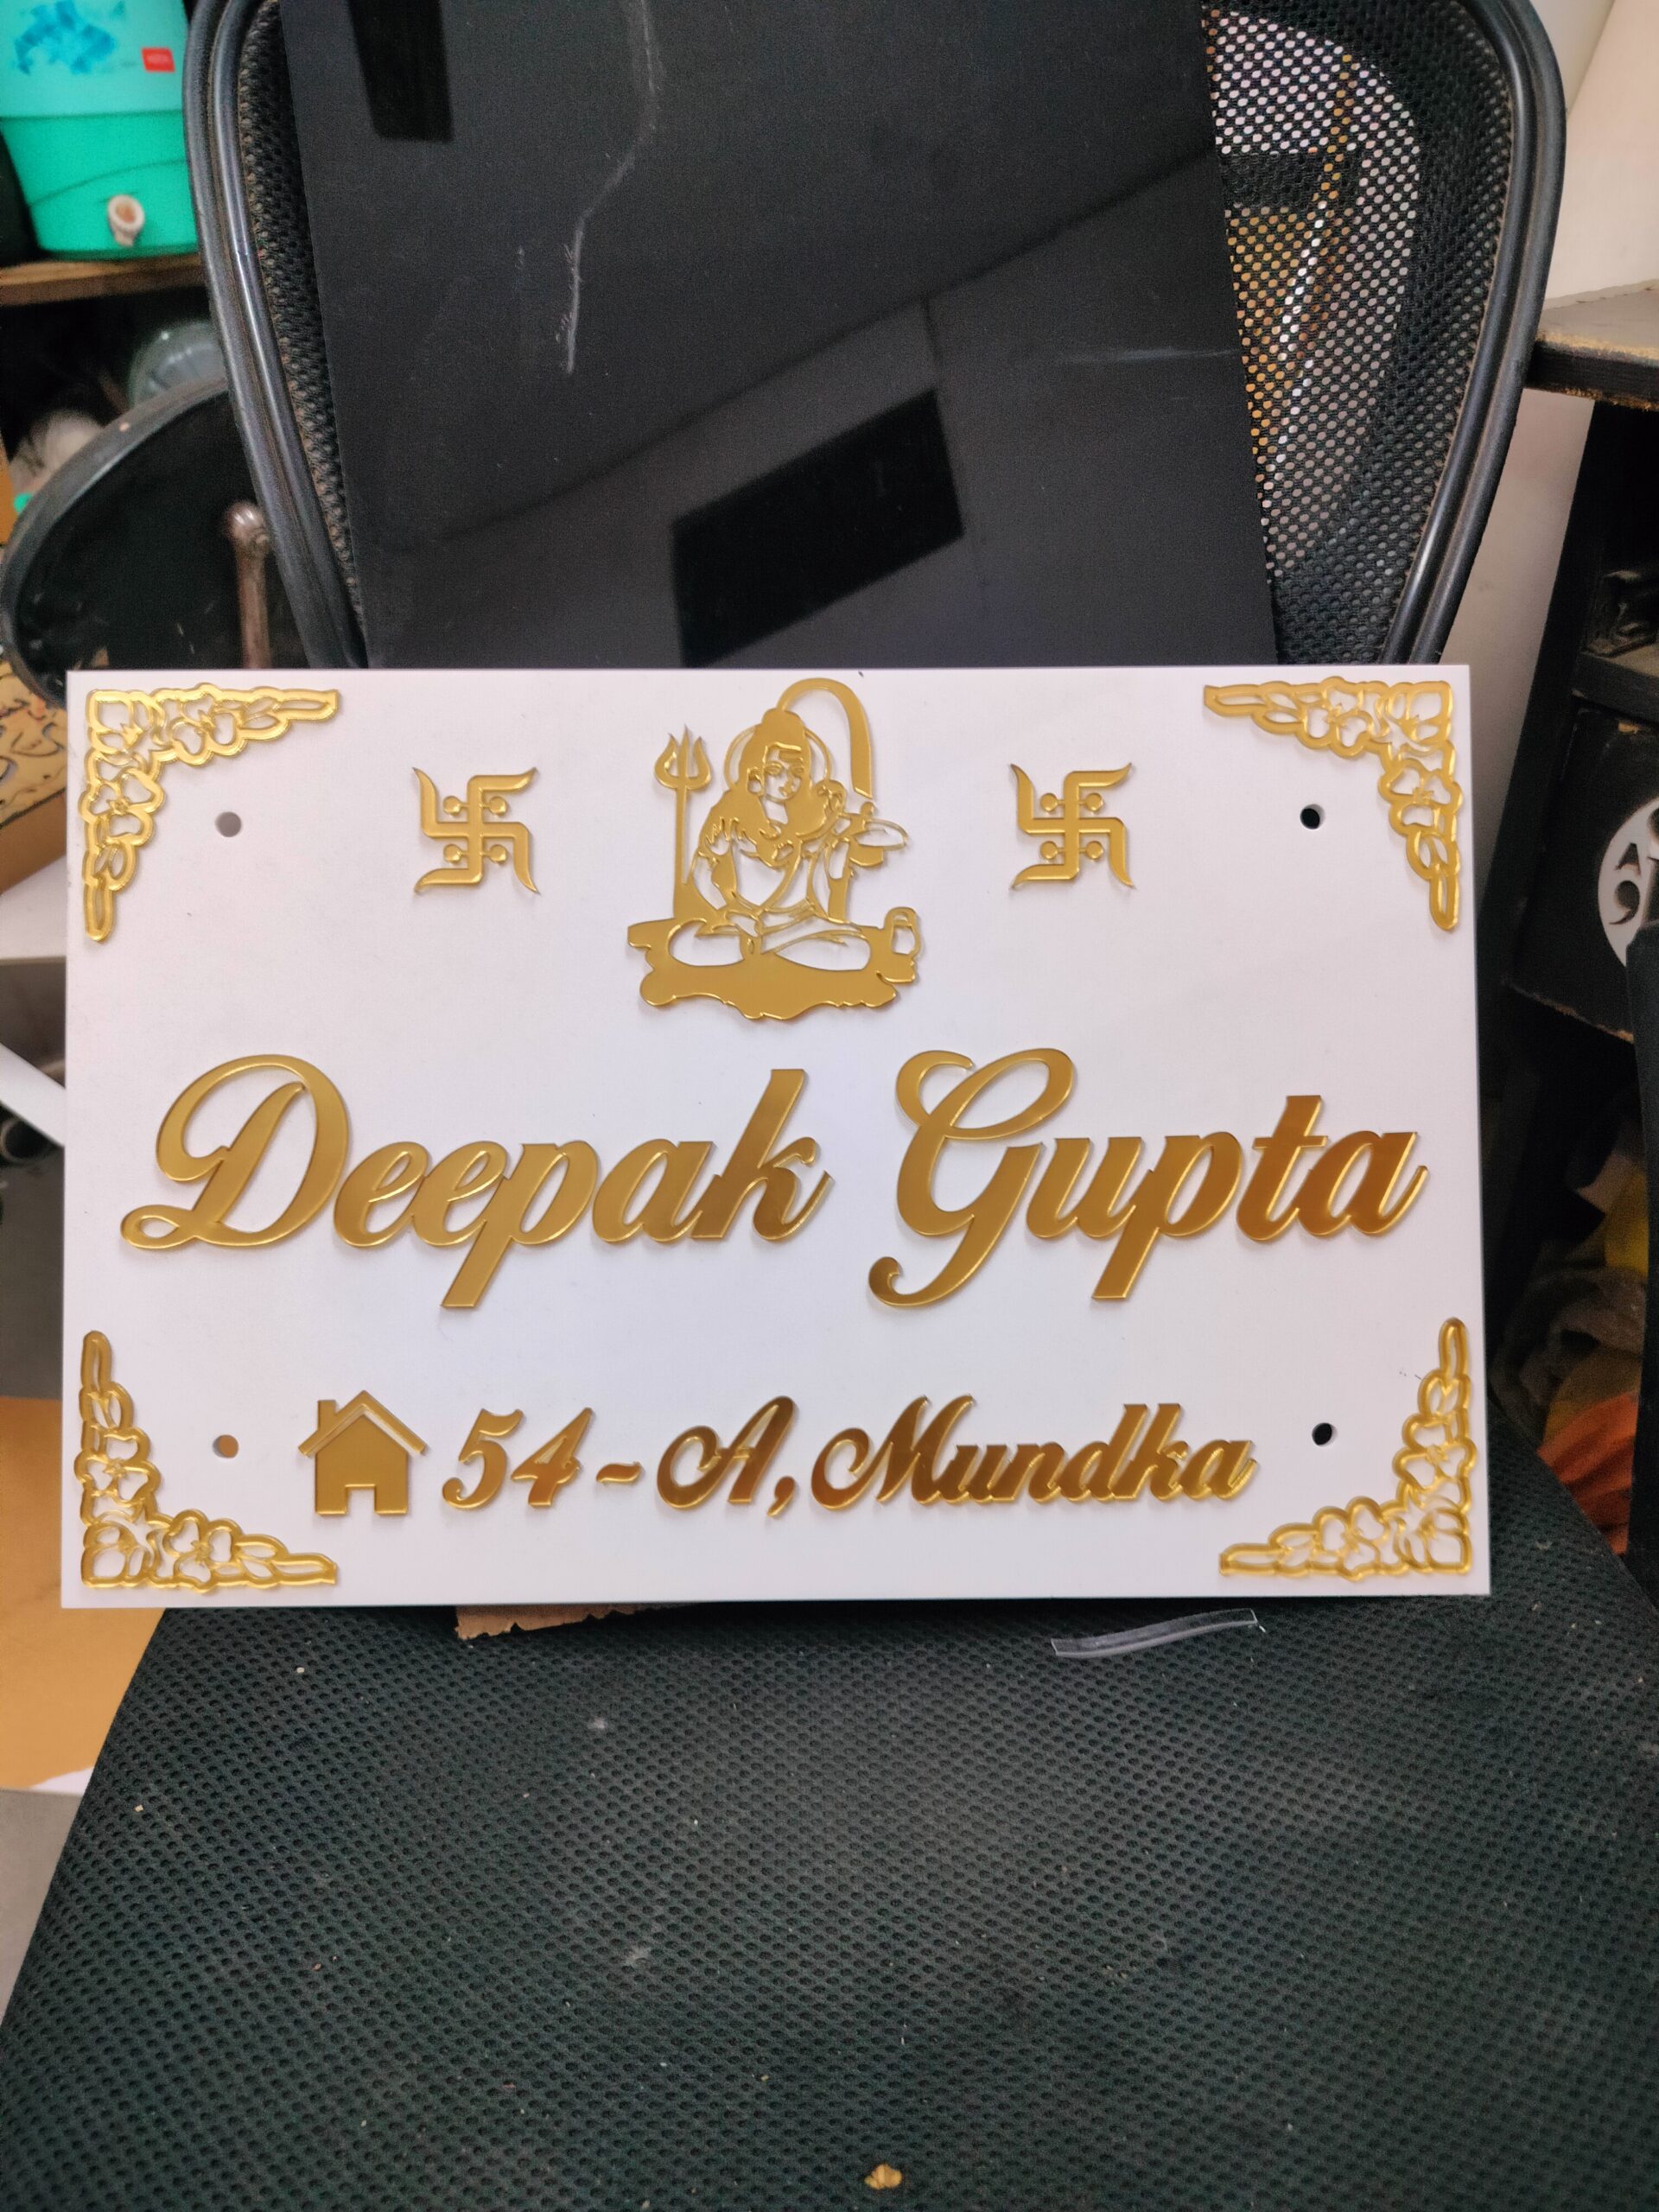 Deepak Gupta
54-A, Mundka